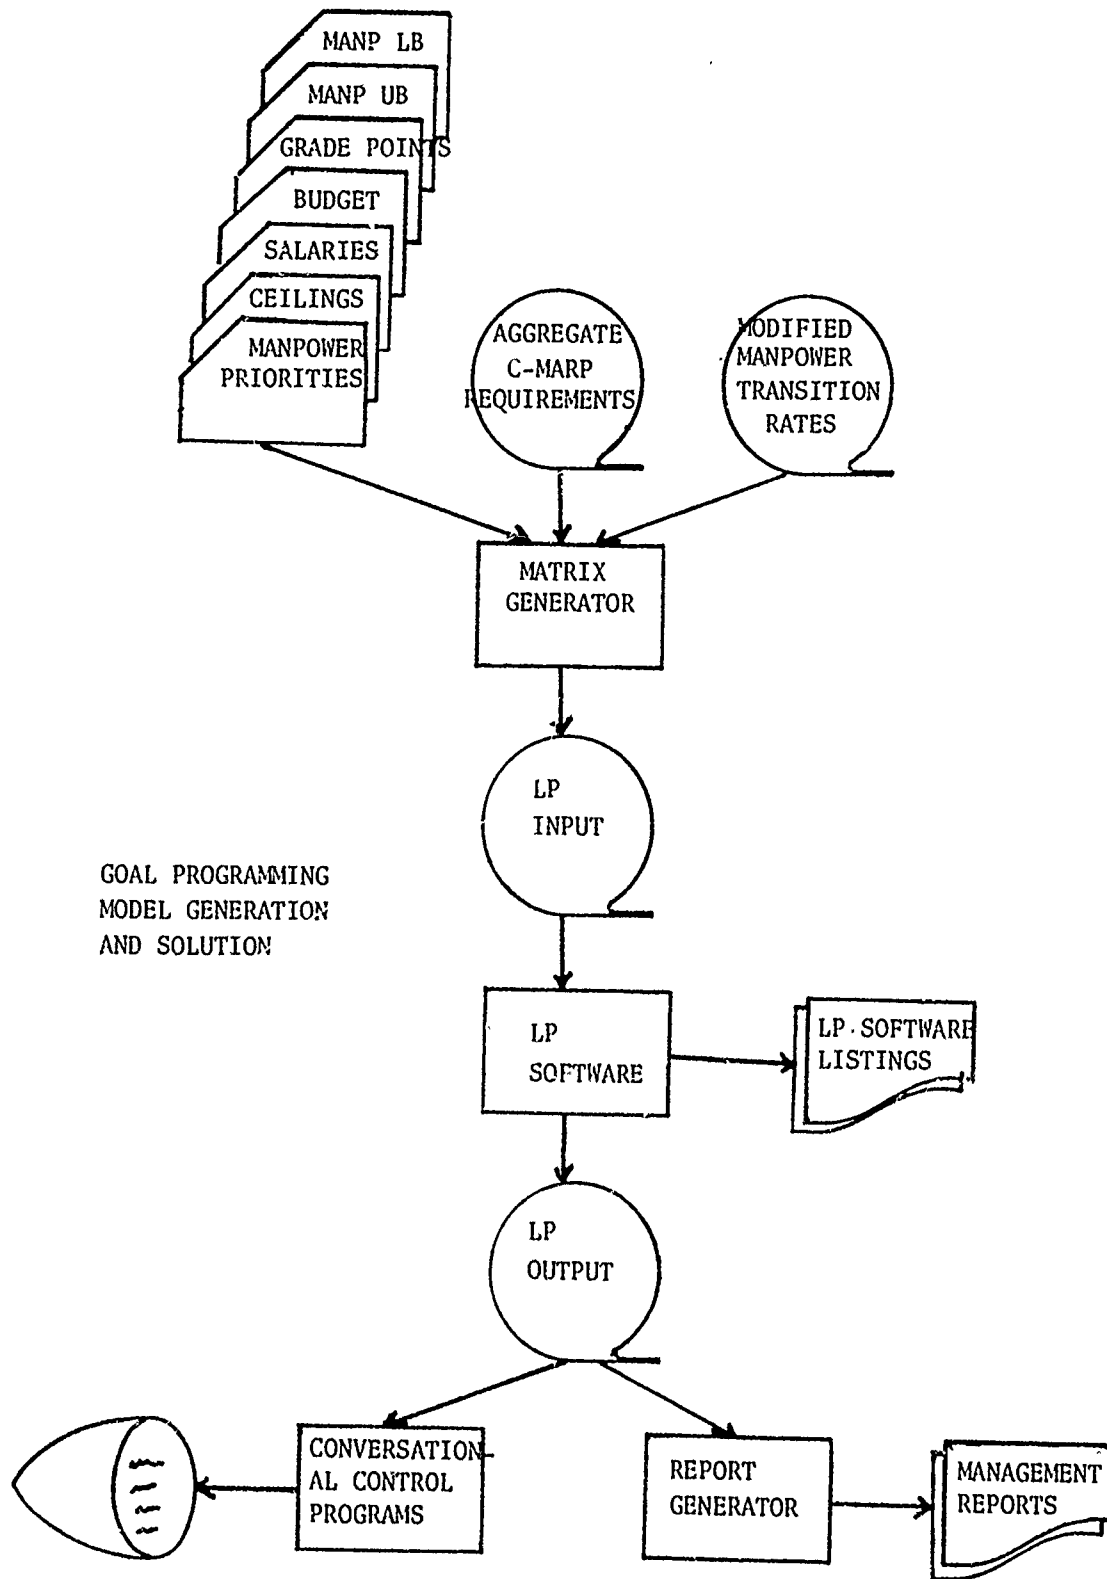 MANP LB
MANP UB
GRADE POINTS
BUDGET
SALARIES
CEILINGS
MANPOWER
PRIORITIES
AGGREGATE
C-MARP
REQUIREMENTS
MODIFIED
MANPOWER
TRANSITION
RATES
MATRIX
GENERATOR
LP
INPUT
GOAL PROGRAMMING
MODEL GENERATION
AND SOLUTION
LP
SOFTWARE
LP SOFTWARE
LISTINGS
LP
OUTPUT
CONVERSATION-
AL CONTROL
PROGRAMS
REPORT
GENERATOR
MANAGEMENT
REPORTS